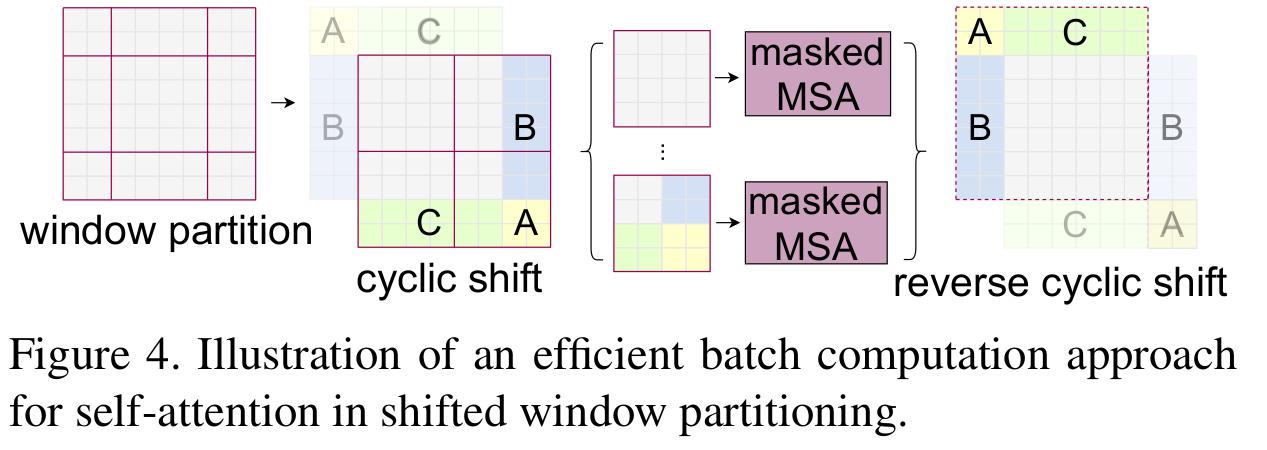 A C
B
B
C A
window partition
cyclic shift
masked
MSA
⋮
masked
MSA
A C
B B
C A
reverse cyclic shift
Figure 4. Illustration of an efficient batch computation approach
for self-attention in shifted window partitioning.